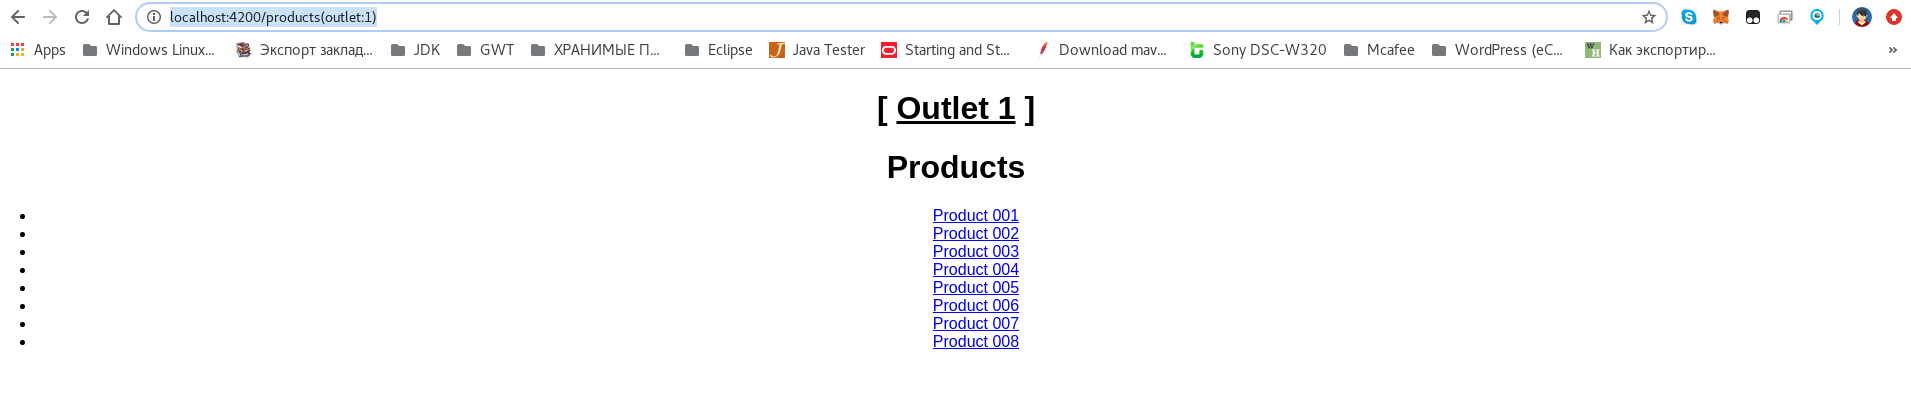 localhost:4200/products(outlet:1)
Apps Windows Linux... Экспорт заклад... JDK GWT ХРАНИМЫЕ П... Eclipse Java Tester Starting and St... Download mav... Sony DSC-W320 Mcafee WordPress (eC... Как экспортир... »
[ Outlet 1 ]
Products
Product 001
Product 002
Product 003
Product 004
Product 005
Product 006
Product 007
Product 008